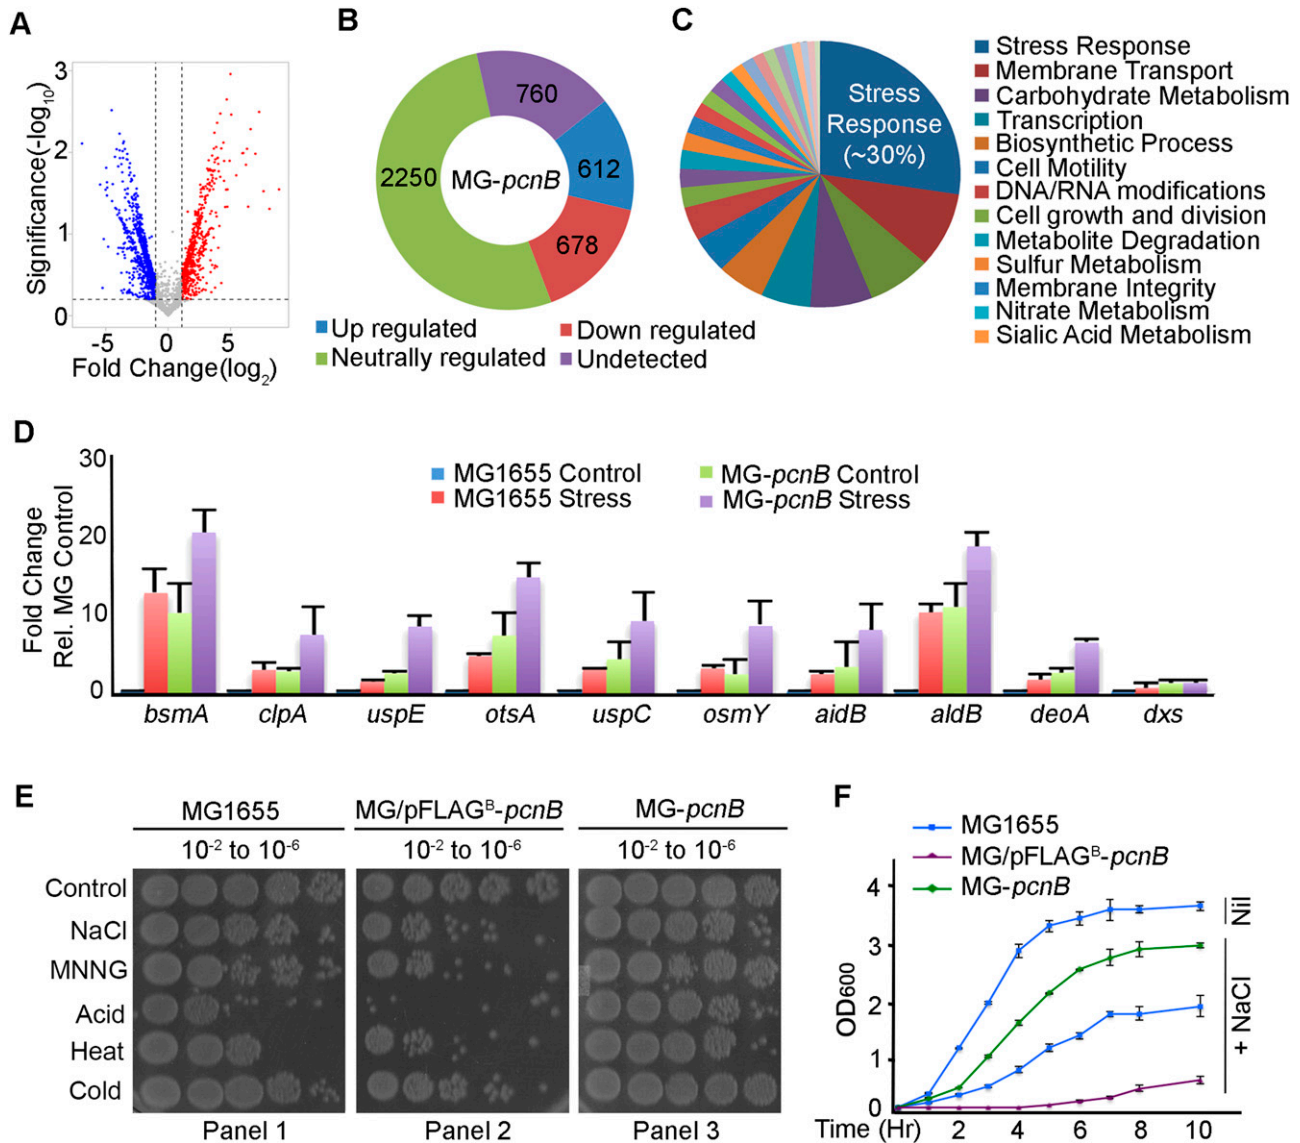 A
3
2
1
0
Significance(-log10)
-5 0 5
Fold Change(log2)
B
760
612
678
2250
MG-pcnB
Up regulated
Down regulated
Neutrally regulated
Undetected
C
Stress
Response
(~30%)
Stress Response
Membrane Transport
Carbohydrate Metabolism
Transcription
Biosynthetic Process
Cell Motility
DNA/RNA modifications
Cell growth and division
Metabolite Degradation
Sulfur Metabolism
Membrane Integrity
Nitrate Metabolism
Sialic Acid Metabolism
D
30
20
10
0
Fold Change
Rel. MG Control
MG1655 Control
MG1655 Stress
MG-pcnB Control
MG-pcnB Stress
bsmA clpA uspE otsA uspC osmY aidB aldB deoA dxs
E
MG1655
MG/pFLAGᴮ-pcnB
MG-pcnB
10⁻² to 10⁻⁶
10⁻² to 10⁻⁶
10⁻² to 10⁻⁶
Control
NaCl
MNNG
Acid
Heat
Cold
Panel 1
Panel 2
Panel 3
F
MG1655
MG/pFLAGᴮ-pcnB
MG-pcnB
4
3
2
1
0
OD600
Nil
+ NaCl
Time (Hr) 2 4 6 8 10